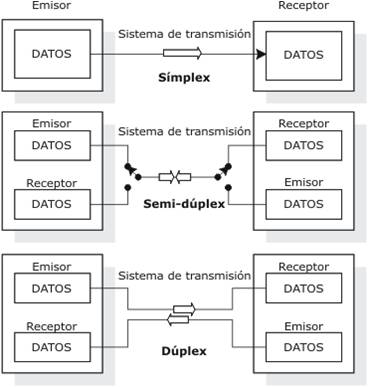 Emisor
Receptor
Sistema de transmisión
DATOS
DATOS
Símplex
Emisor
Sistema de transmisión
Receptor
DATOS
DATOS
Receptor
Emisor
DATOS
Semi-dúplex
DATOS
Emisor
Sistema de transmisión
Receptor
DATOS
DATOS
Receptor
Emisor
DATOS
Dúplex
DATOS